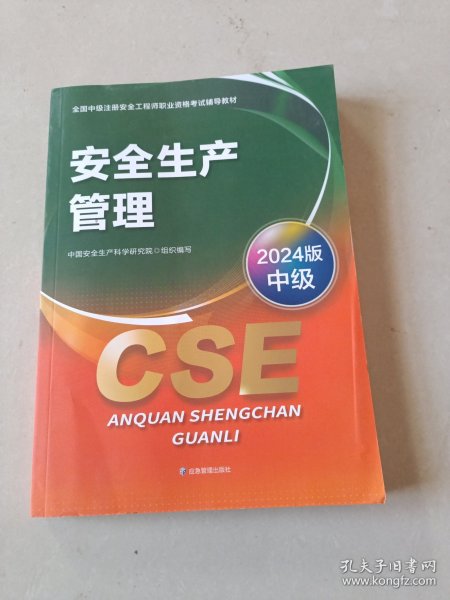 全国中级注册安全工程师职业资格考试辅导教材
安全生产
管理
中国安全生产科学研究院◎组织编写
2024版
中级
CSE
ANQUAN SHENGCHAN
GUANLI
应急管理出版社
孔夫子旧书网
www.kongfz.com